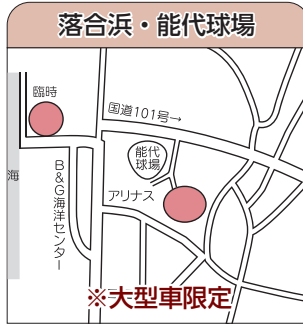 落合浜・能代球場
臨時
国道101号→
能代
球場
海
アリナス
B&G海洋センター
※大型車限定